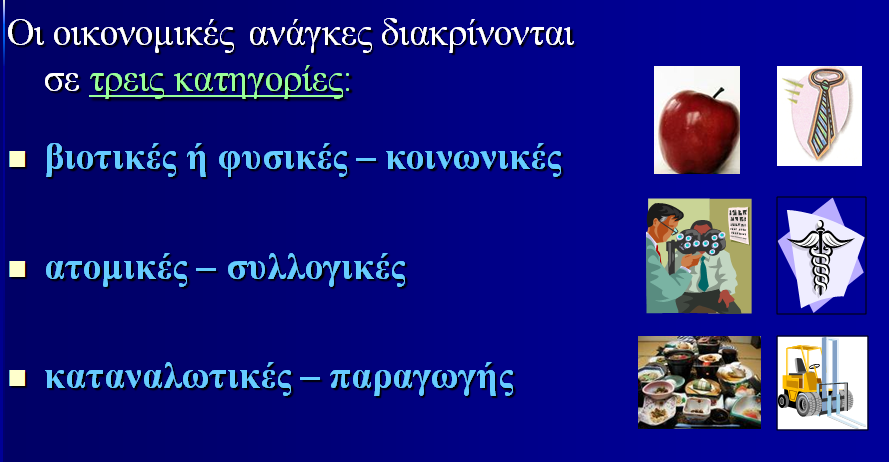 Οι οικονομικές ανάγκες διακρίνονται
σε τρεις κατηγορίες:
βιοτικές ή φυσικές – κοινωνικές
ατομικές – συλλογικές
καταναλωτικές – παραγωγής